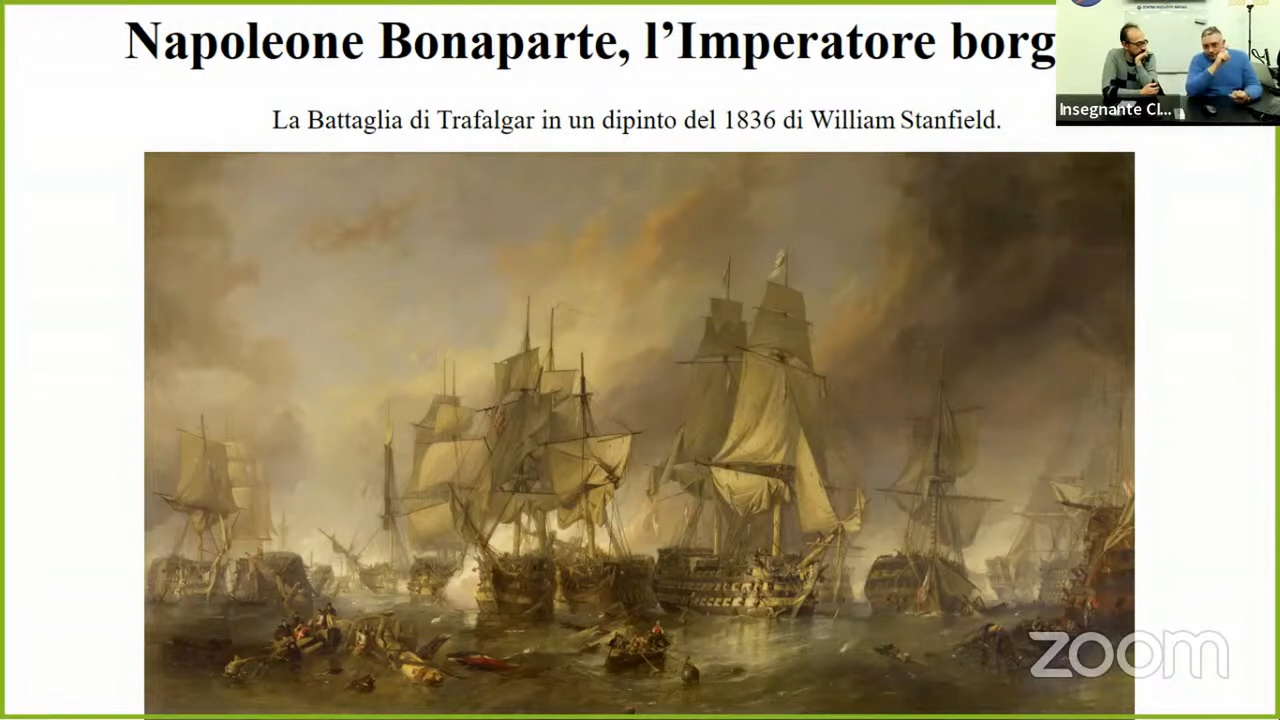 Napoleone Bonaparte, l’Imperatore borg
La Battaglia di Trafalgar in un dipinto del 1836 di William Stanfield.
Insegnante Cl...
zoom